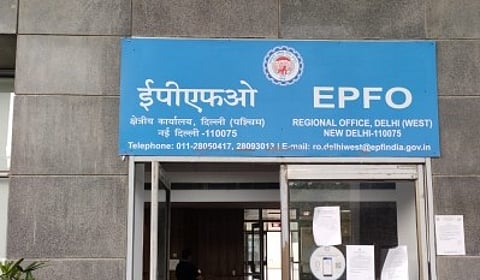 ईपीएफओ
EPFO
क्षेत्रीय कार्यालय, दिल्ली (पश्चिम)
नई दिल्ली -110075
REGIONAL OFFICE, DELHI (WEST)
NEW DELHI-110075
Telephone: 011-28050417, 28093013 I E-mail: ro.delhiwest@epfindia.gov.in